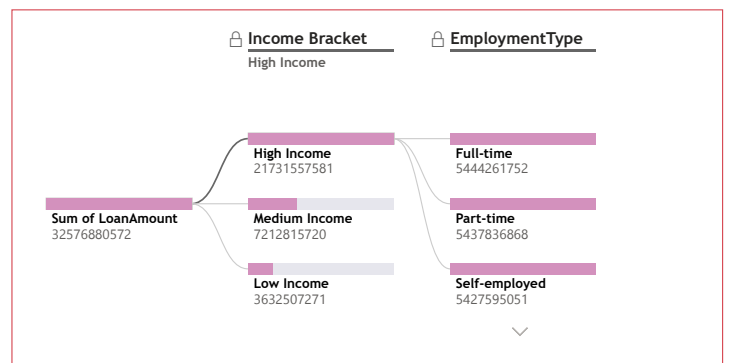 Income Bracket
High Income
EmploymentType
High Income
21731557581
Full-time
5444261752
Sum of LoanAmount
32576880572
Medium Income
7212815720
Part-time
5437836868
Low Income
3632507271
Self-employed
5427595051